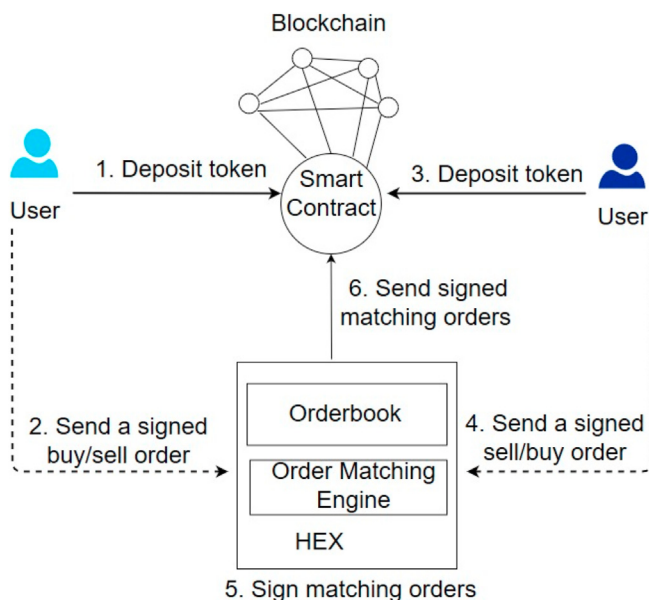 Blockchain
1. Deposit token
Smart
Contract
3. Deposit token
User
User
6. Send signed
matching orders
2. Send a signed
buy/sell order
Orderbook
Order Matching
Engine
HEX
4. Send a signed
sell/buy order
5. Sign matching orders